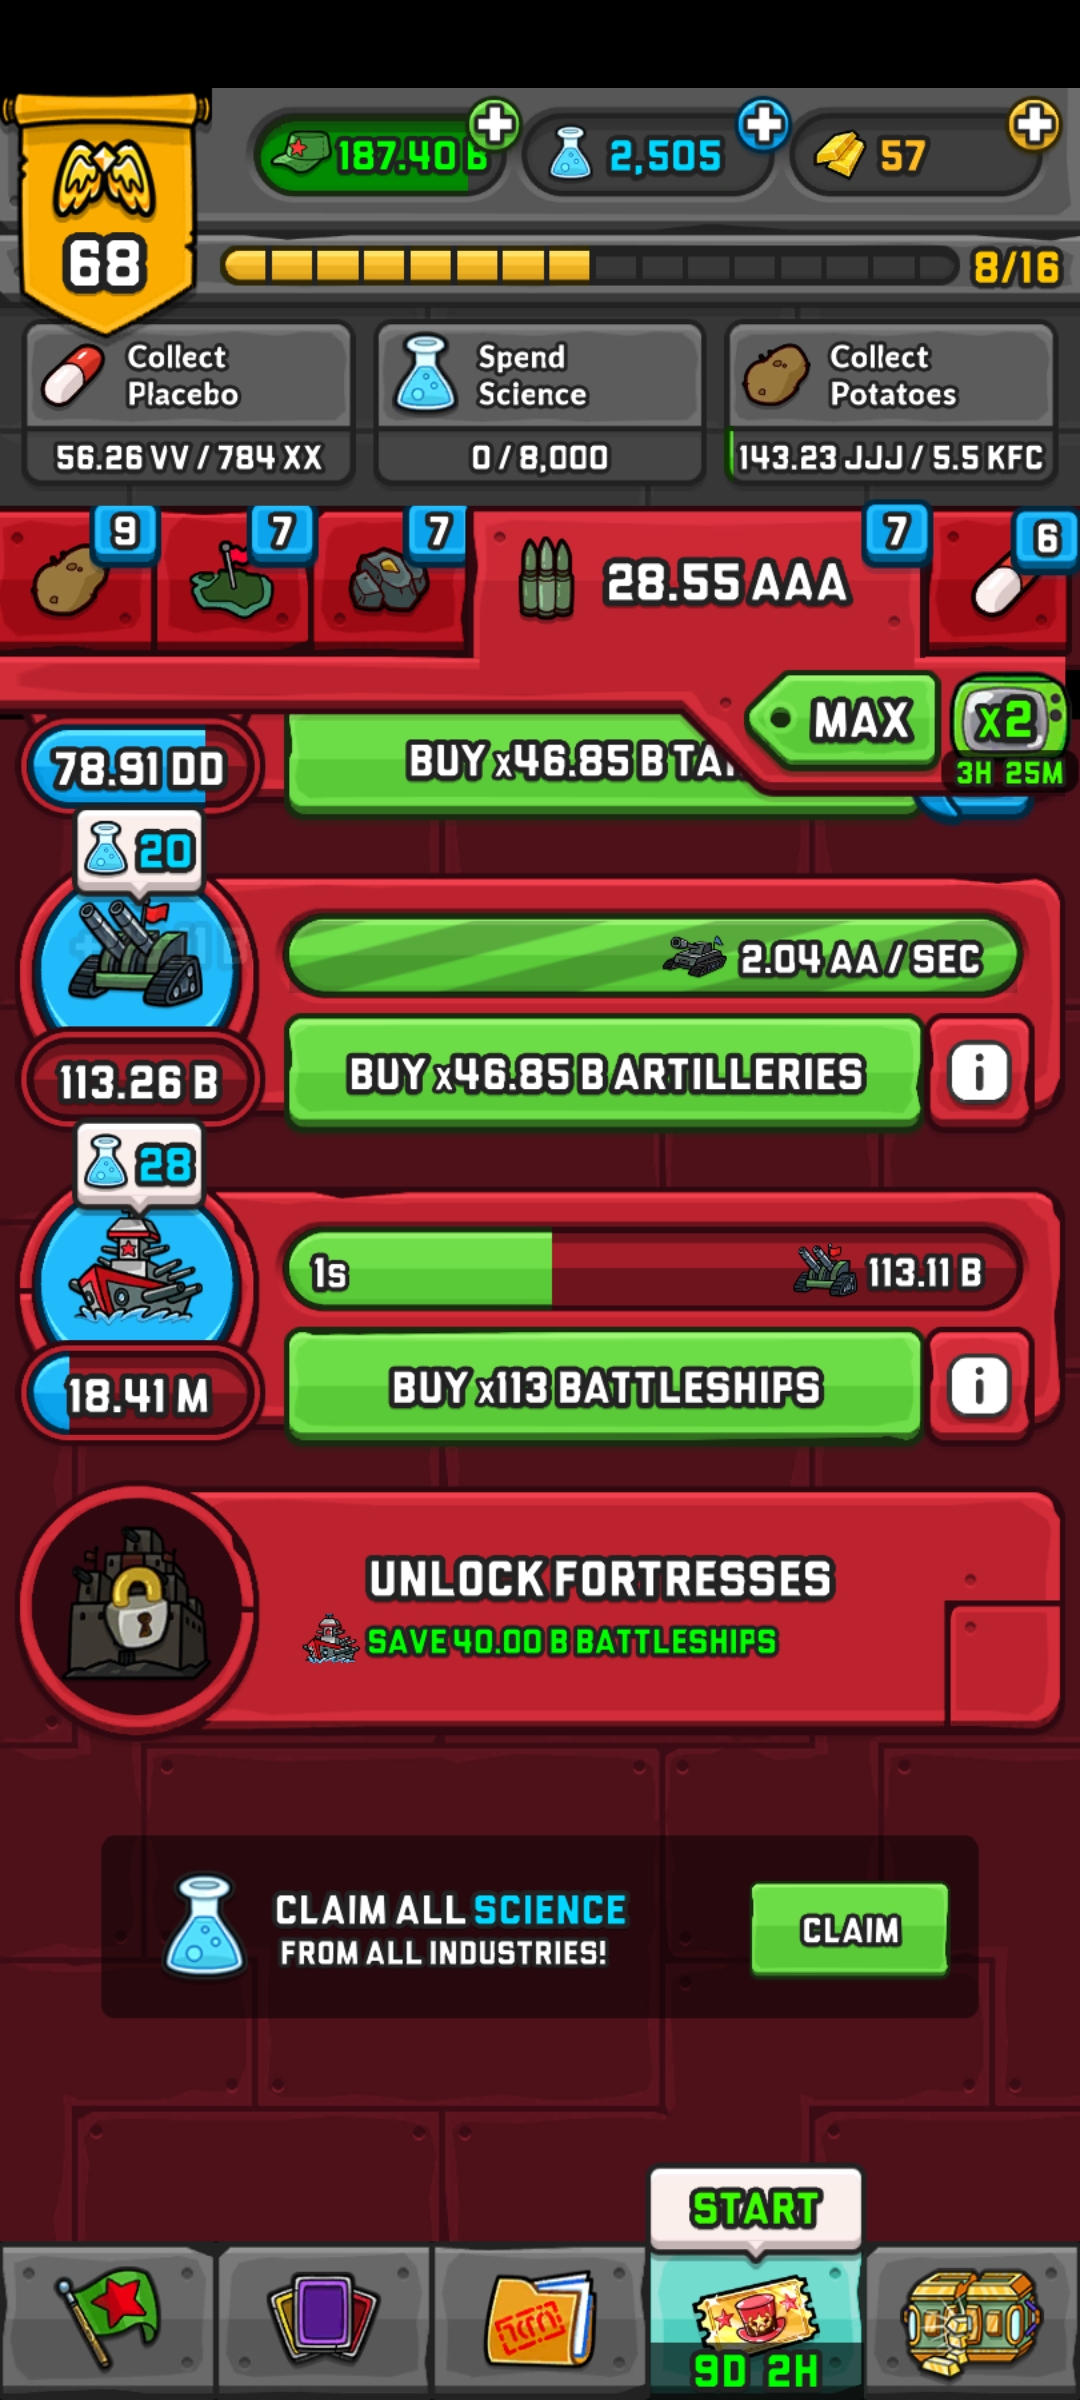 187.40 B
2,505
57
68
8/16
Collect
Placebo
56.26 VV / 784 XX
Spend
Science
0 / 8,000
Collect
Potatoes
143.23 JJJ / 5.5 KFC
9
7
7
28.55 AAA
7
6
MAX
x2
3H 25M
78.91 DD
BUY x46.85 B
20
2.04 AA / SEC
113.26 B
BUY x46.85 B ARTILLERIES
i
28
1s
113.11 B
18.41 M
BUY x113 BATTLESHIPS
i
UNLOCK FORTRESSES
SAVE 40.00 B BATTLESHIPS
CLAIM ALL SCIENCE
FROM ALL INDUSTRIES!
CLAIM
START
9D 2H